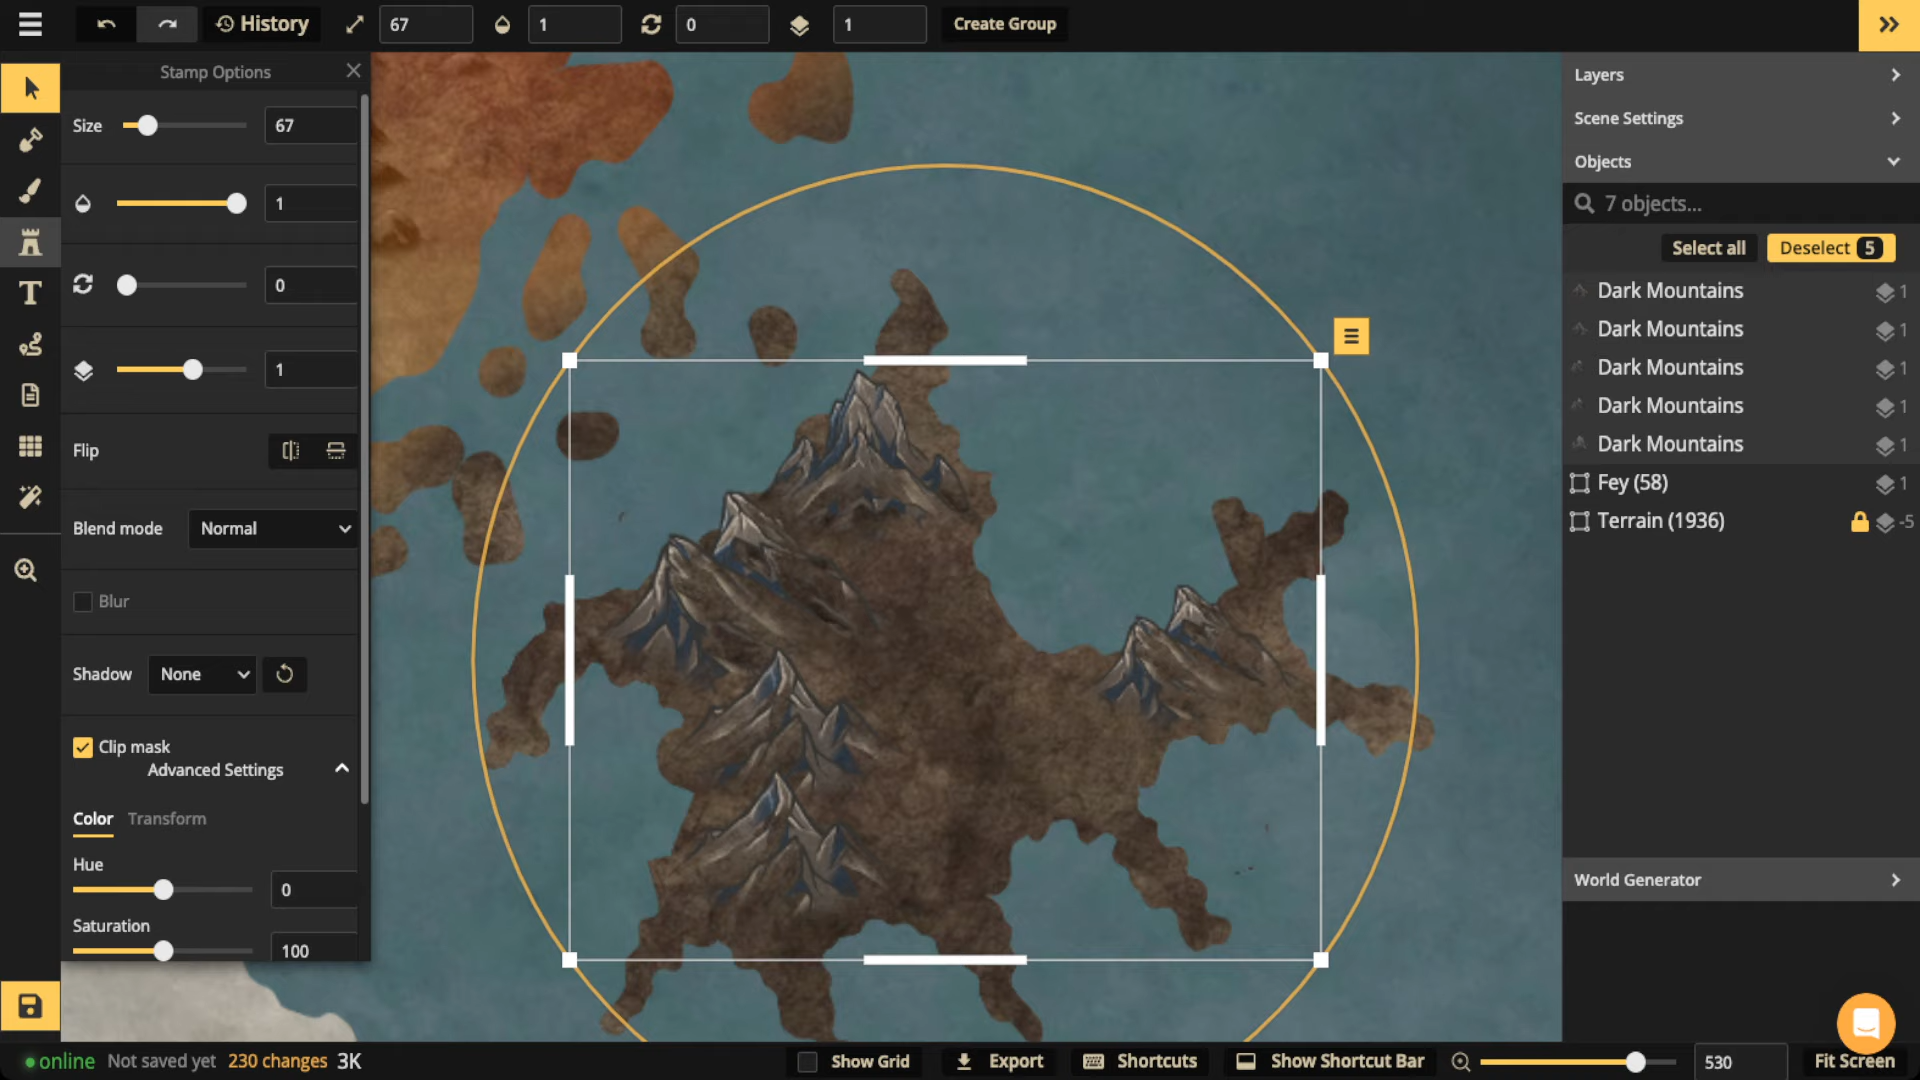 History
67
1
0
1
Create Group
Stamp Options
Size
67
1
0
1
Flip
Blend mode
Normal
Blur
Shadow
None
Clip mask
Advanced Settings
Color
Transform
Hue
0
Saturation
100
Layers
Scene Settings
Objects
7 objects...
Select all
Deselect 5
Dark Mountains 1
Dark Mountains 1
Dark Mountains 1
Dark Mountains 1
Dark Mountains 1
Fey (58) 1
Terrain (1936) -5
World Generator
online
Not saved yet
230 changes
3K
Show Grid
Export
Shortcuts
Show Shortcut Bar
530
Fit Screen